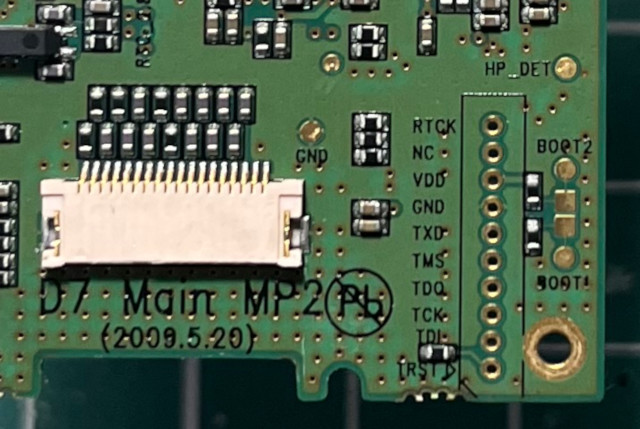 HP_DET
RTCK
NC
BOOT2
GND
VDD
GND
TXD
TMS
TDO
BOOT1
D7 Main MP2 Pb
TCK
(2009.5.20)
TDI
TRST